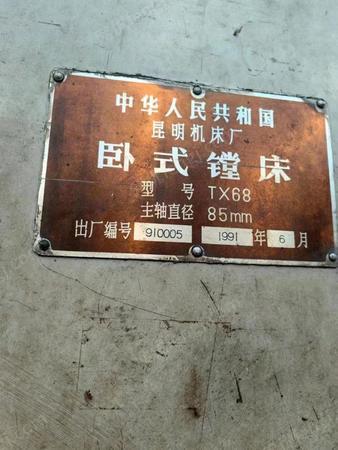 中华人民共和国
昆明机床厂
卧式镗床
型号 TX68
主轴直径 85mm
出厂编号 910005 1991 年 6 月